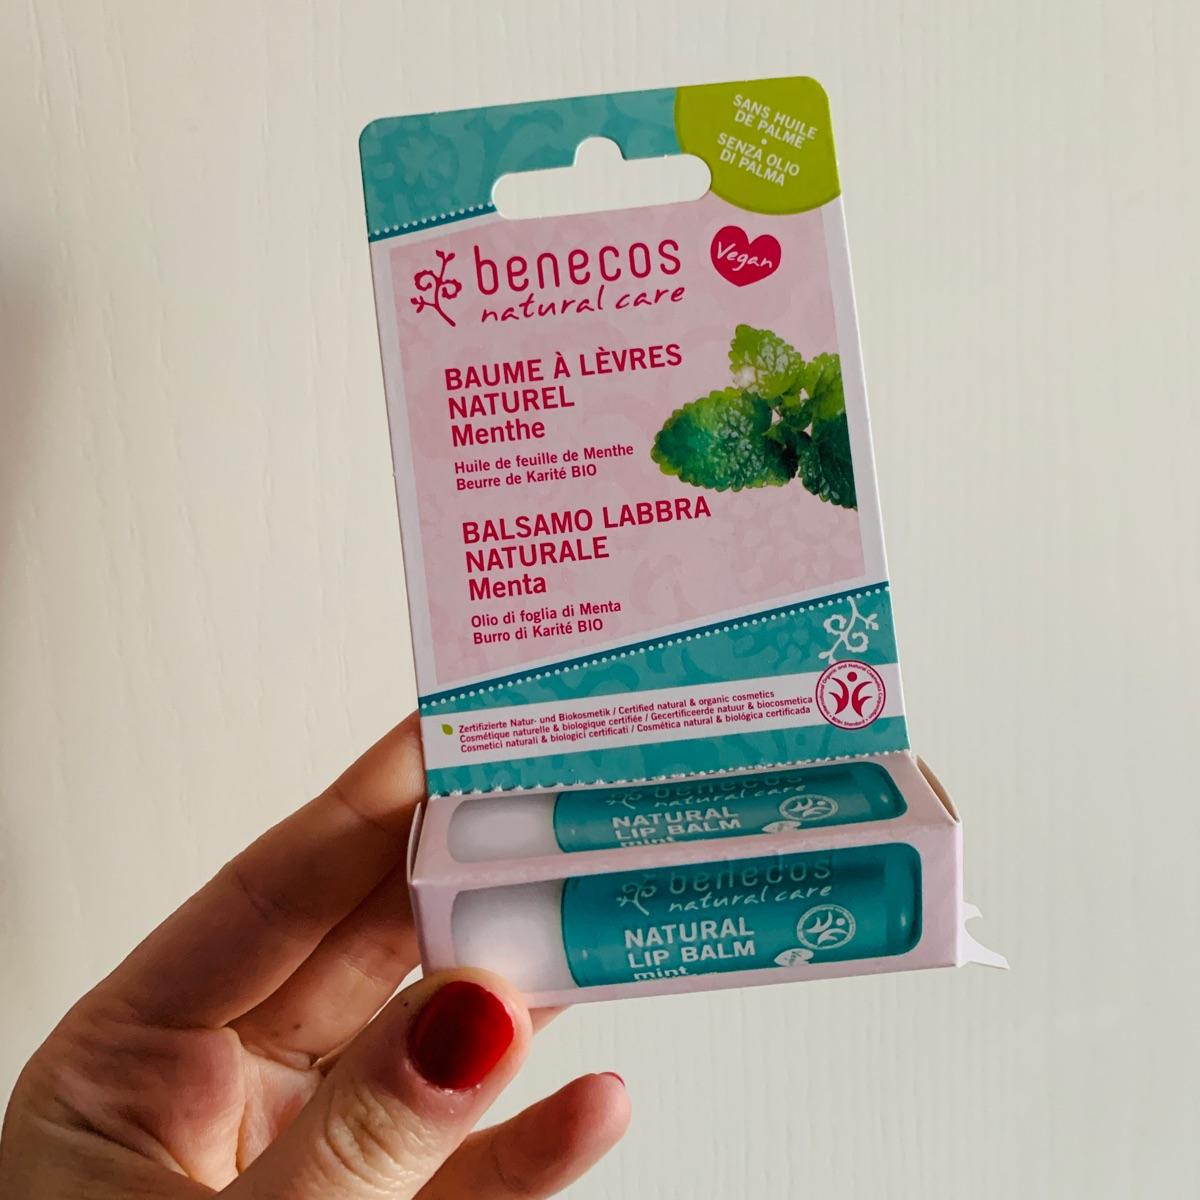 SANS HUILE
DE PALME
•
SENZA OLIO
DI PALMA
benecos
natural care
Vegan
BAUME À LÈVRES
NATUREL
Menthe
Huile de feuille de Menthe
Beurre de Karité BIO
BALSAMO LABBRA
NATURALE
Menta
Olio di foglia di Menta
Burro di Karité BIO
Zertifizierte Natur- und Biokosmetik / Certified natural & organic cosmetics
Cosmétique naturelle & biologique certifiée / Gecertificeerde natuur & biocosmetica
Cosmetici naturali & biologici certificati / Cosmética natural & biológica certificada
benecos
natural care
NATURAL
LIP BALM
mint
benecos
natural care
NATURAL
LIP BALM
mint